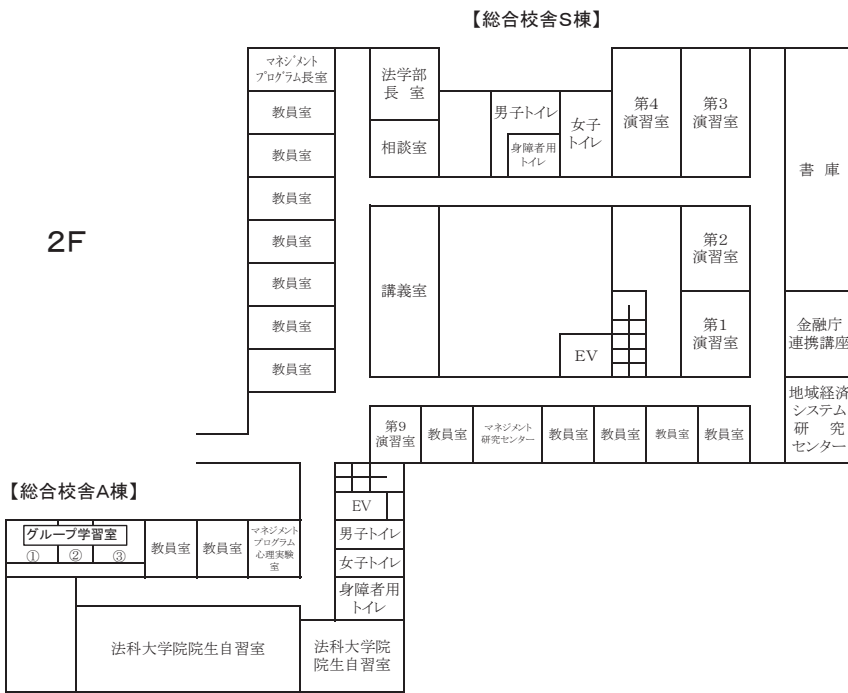 【総合校舎S棟】
マネジメント
プログラム長室
教員室
教員室
教員室
教員室
教員室
教員室
教員室
法学部
長 室
相談室
男子トイレ
身障者用
トイレ
女子
トイレ
第4
演習室
第3
演習室
書 庫
2F
講義室
EV
第2
演習室
第1
演習室
金融庁
連携講座
地域経済
システム
研 究
センター
第9
演習室
教員室
マネジメント
研究センター
教員室
教員室
教員室
教員室
【総合校舎A棟】
グループ学習室
①
②
③
教員室
教員室
マネジメント
プログラム
心理実験
室
EV
男子トイレ
女子トイレ
身障者用
トイレ
法科大学院院生自習室
法科大学院
院生自習室